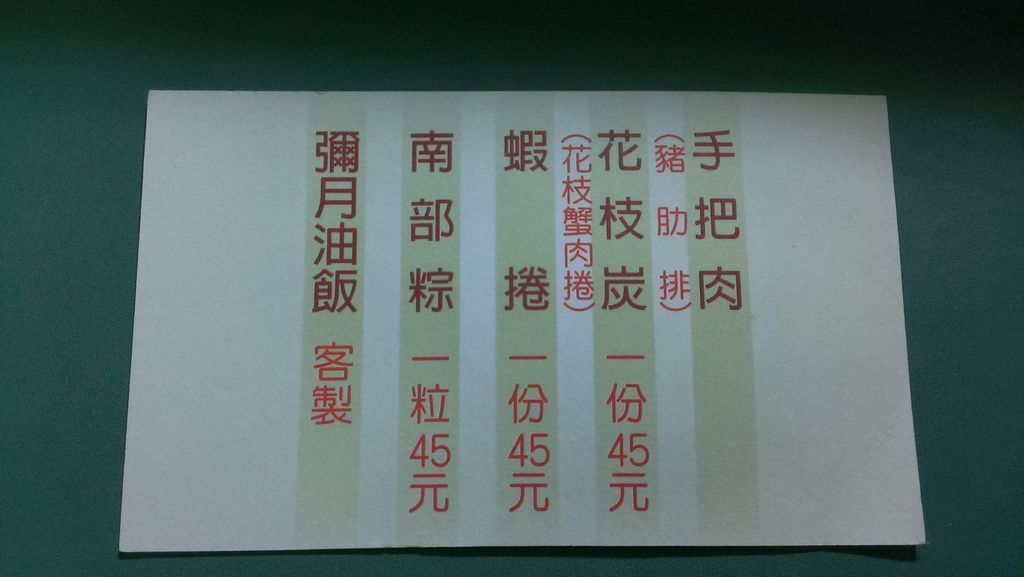 手把肉
(豬肋排)
花枝炭一份45元
(花枝蟹肉捲)
蝦捲一份45元
南部粽一粒45元
彌月油飯客製